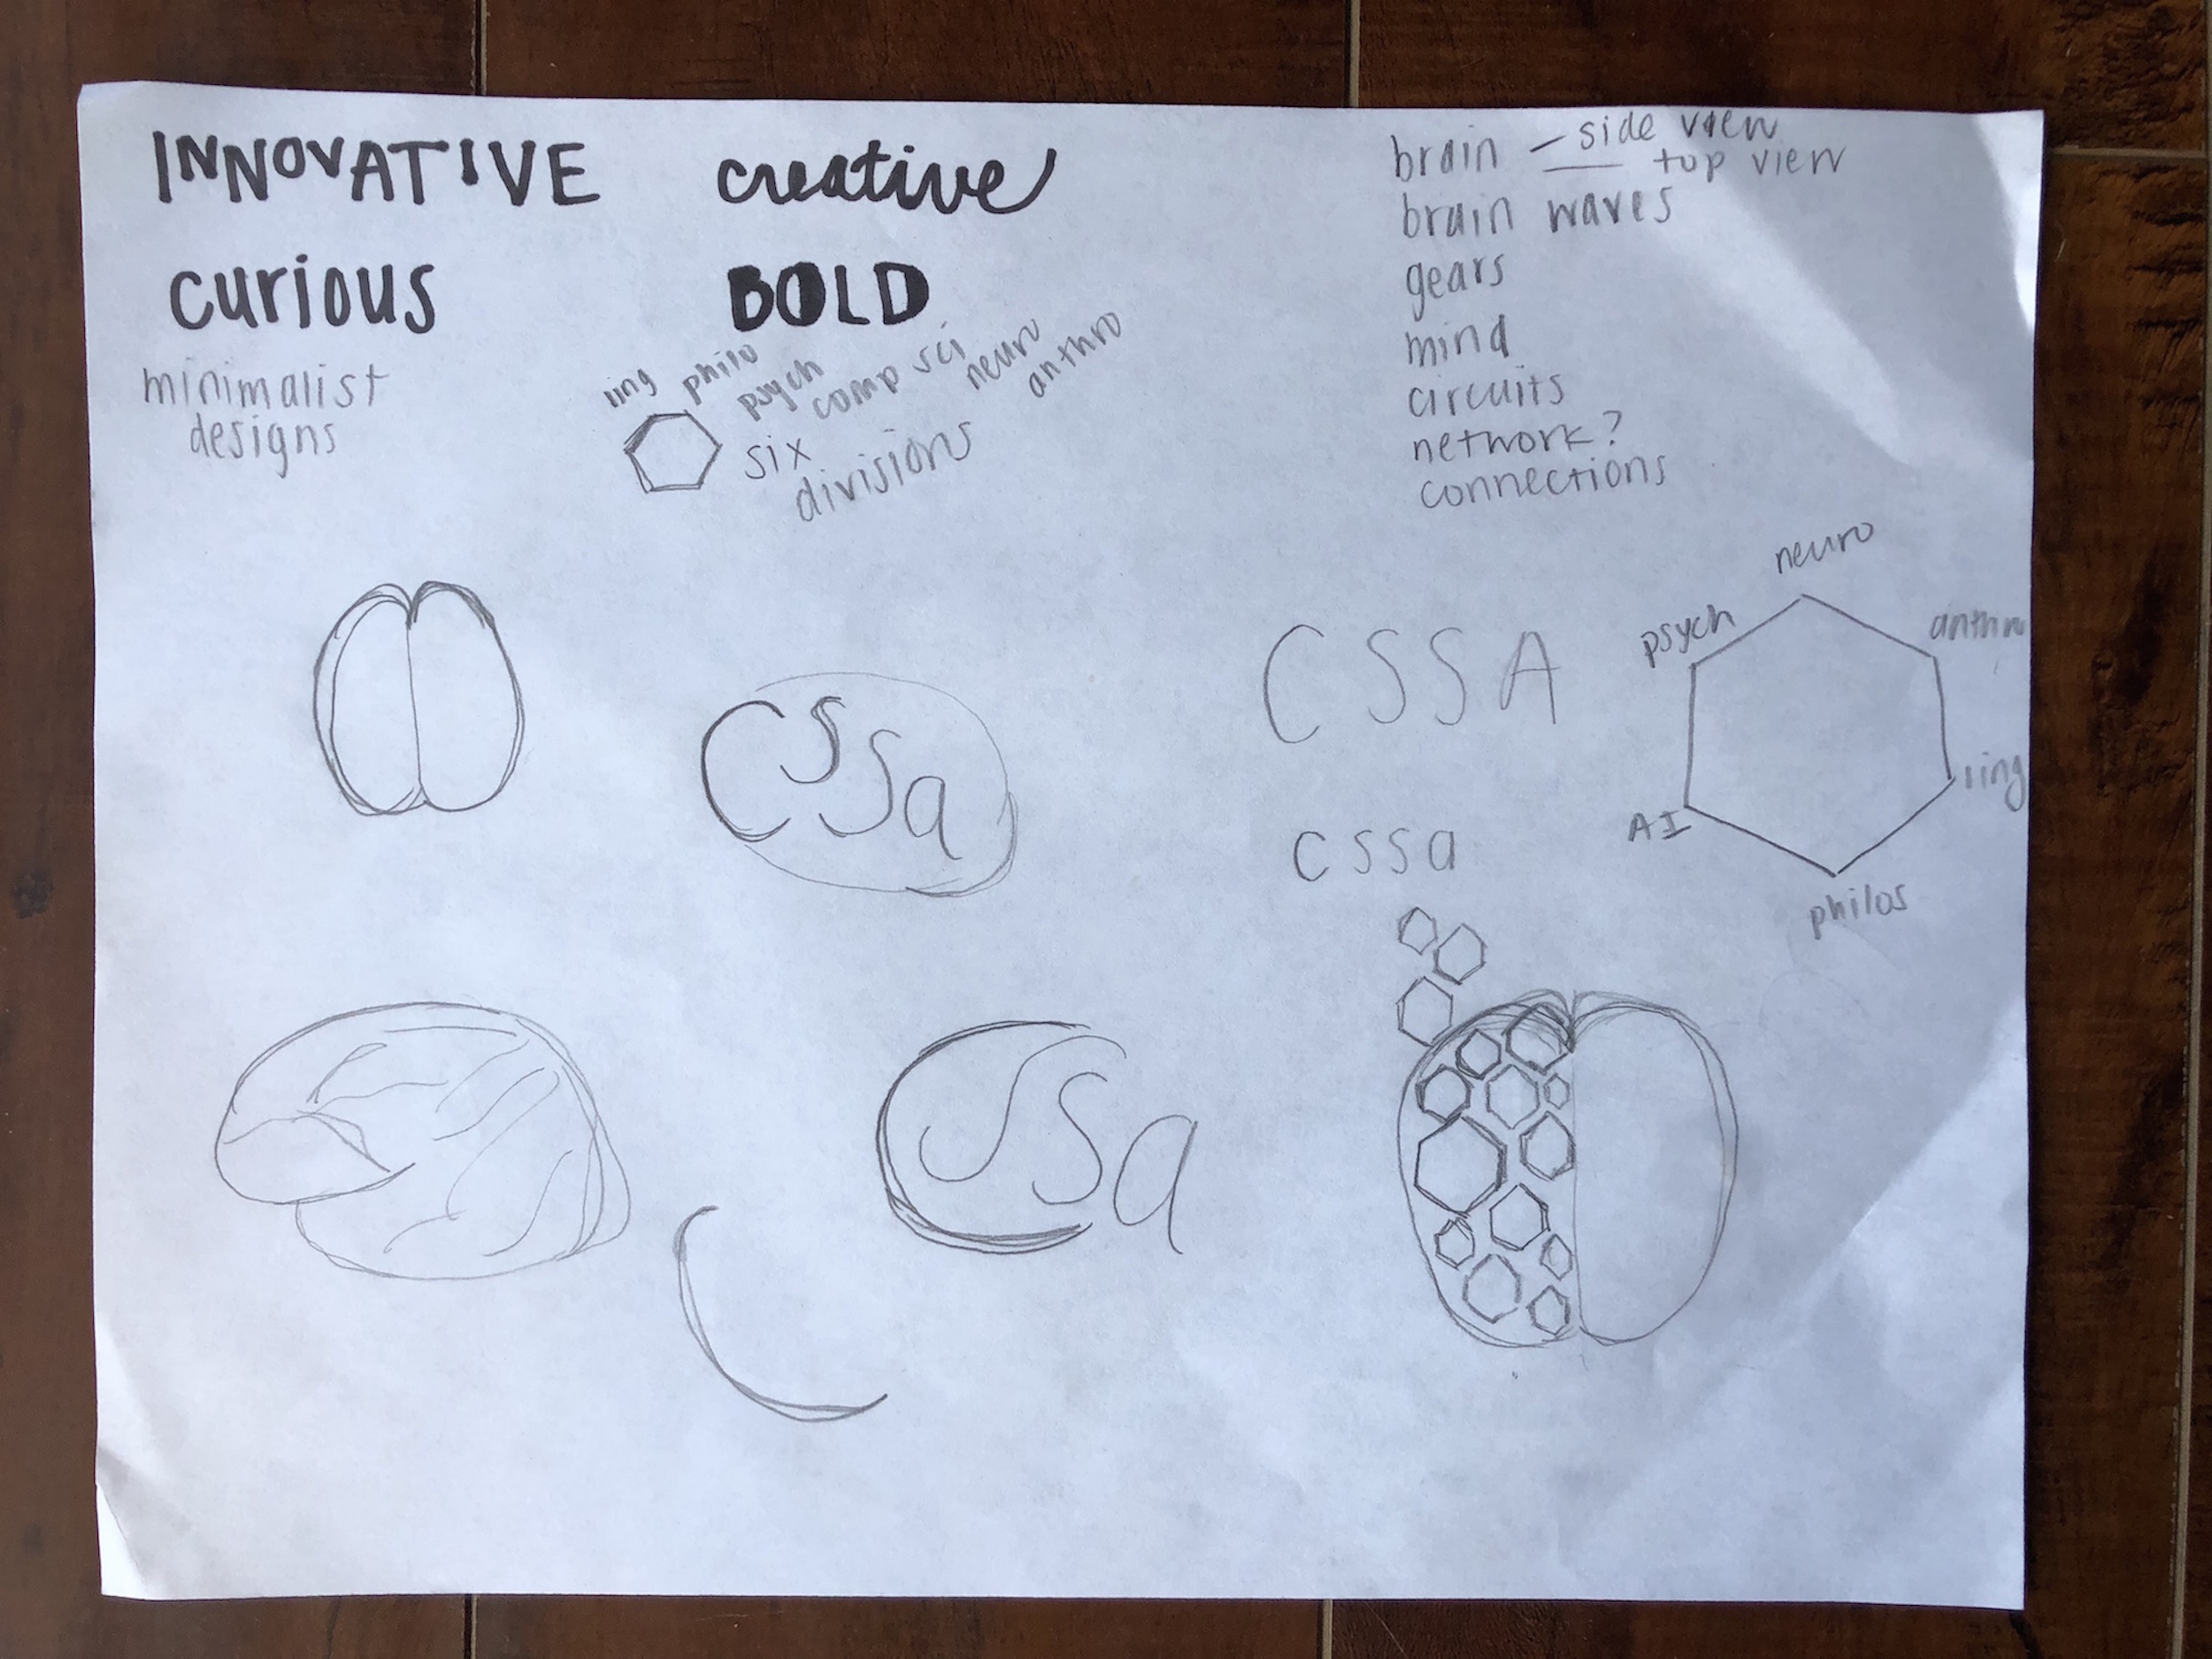 INNOVATIVE creative
curious BOLD
minimalist
designs
ling philo psych comp sci neuro anthro
six
divisions
brain – side view
— top view
brain waves
gears
mind
circuits
network?
connections
cssa
CSSA
cssa
neuro
psych
anthro
AI
ling
philos
Cssa